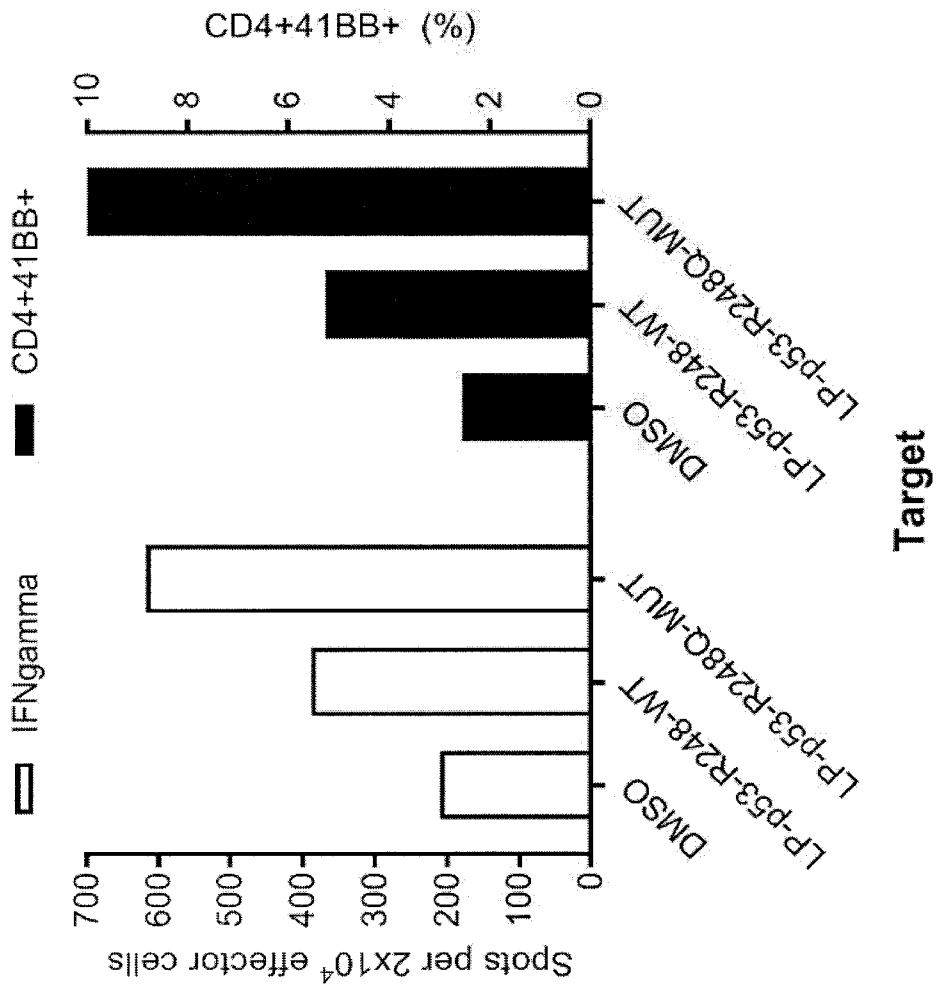 IFNgamma
CD4+41BB+
Spots per 2x10⁴ effector cells
700
600
500
400
300
200
100
0
CD4+41BB+ (%)
10
8
6
4
2
0
DMSO
LP-p53-R248-WT
LP-p53-R248Q-MUT
DMSO
LP-p53-R248-WT
LP-p53-R248Q-MUT
Target